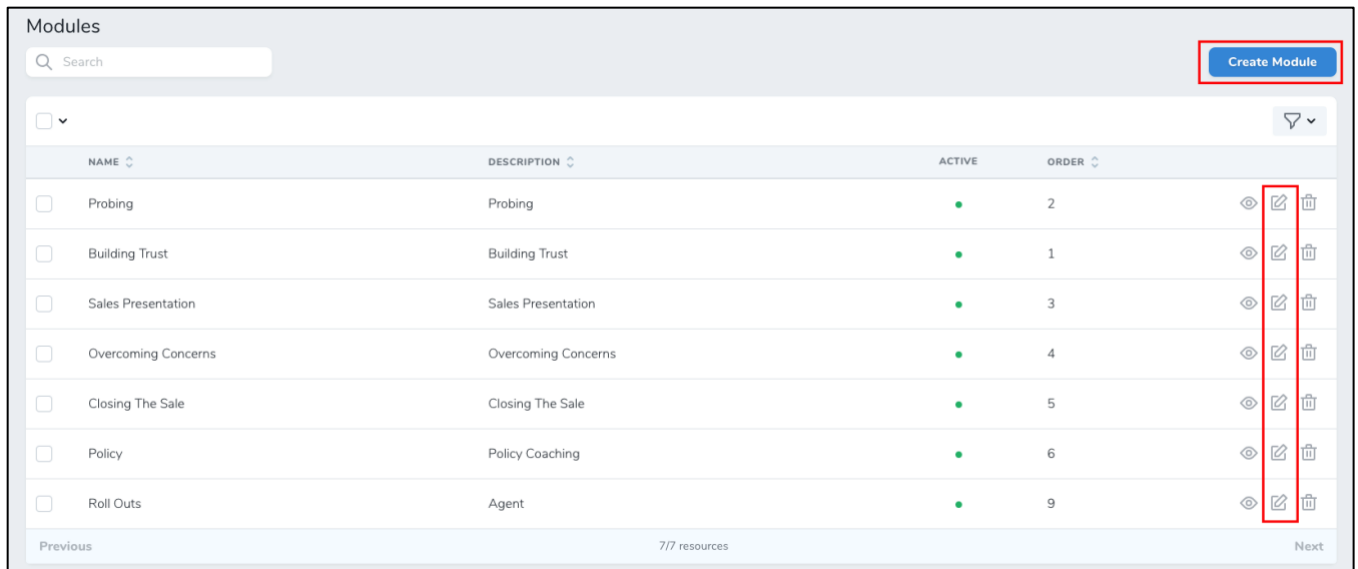 Modules
Search
Create Module
NAME DESCRIPTION ACTIVE ORDER
Probing Probing 2
Building Trust Building Trust 1
Sales Presentation Sales Presentation 3
Overcoming Concerns Overcoming Concerns 4
Closing The Sale Closing The Sale 5
Policy Policy Coaching 6
Roll Outs Agent 9
Previous 7/7 resources Next